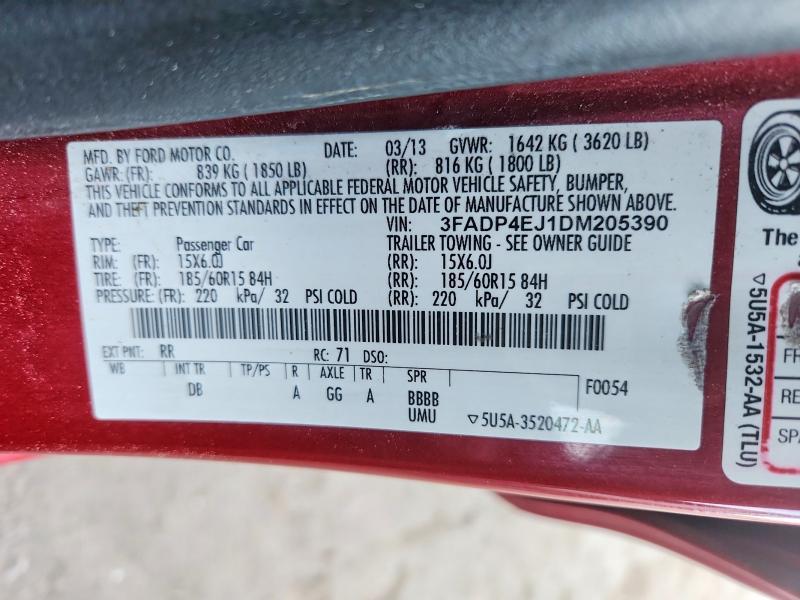 MFD. BY FORD MOTOR CO. DATE: 03/13 GVWR: 1642 KG ( 3620 LB)
GAWR: (FR): 839 KG ( 1850 LB) (RR): 816 KG ( 1800 LB)
THIS VEHICLE CONFORMS TO ALL APPLICABLE FEDERAL MOTOR VEHICLE SAFETY, BUMPER,
AND THEFT PREVENTION STANDARDS IN EFFECT ON THE DATE OF MANUFACTURE SHOWN ABOVE.
VIN: 3FADP4EJ1DM205390
TYPE: Passenger Car TRAILER TOWING - SEE OWNER GUIDE
RIM: (FR): 15X6.0J (RR): 15X6.0J
TIRE: (FR): 185/60R15 84H (RR): 185/60R15 84H
PRESSURE: (FR): 220 kPa/ 32 PSI COLD (RR): 220 kPa/ 32 PSI COLD
EXT PNT: RR RC: 71 DSO:
WB INT TR TP/PS R AXLE TR SPR F0054
DB A GG A BBBB
UMU ▽5U5A-3520472-AA
The
▽5U5A-1532-AA (TLU)
FR
RE
SPA